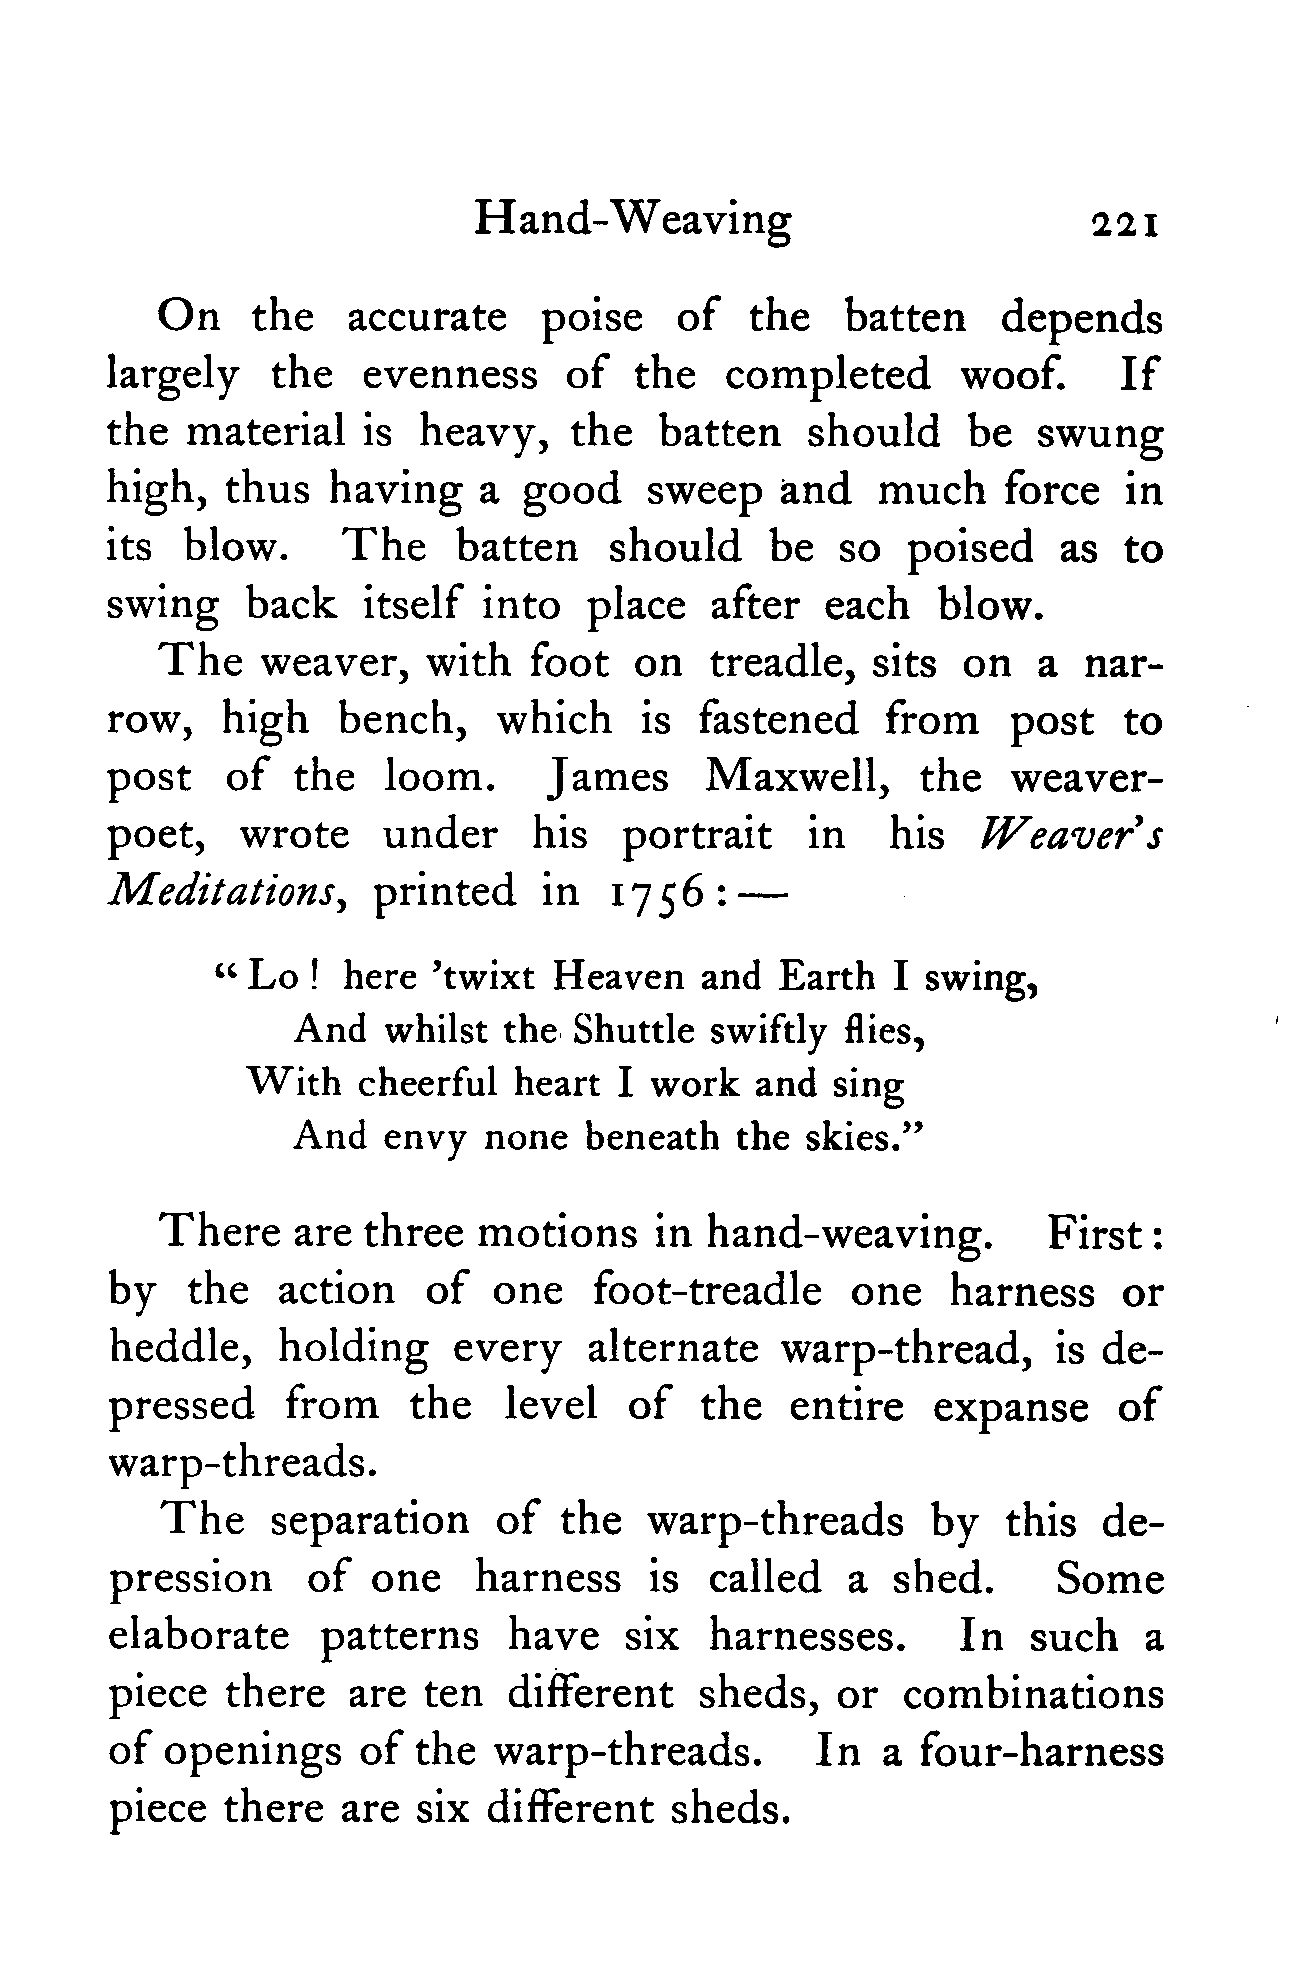 Hand-Weaving 221
On the accurate poise of the batten depends
largely the evenness of the completed woof. If
the material is heavy, the batten should be swung
high, thus having a good sweep and much force in
its blow. The batten should be so poised as to
swing back itself into place after each blow.
The weaver, with foot on treadle, sits on a nar-
row, high bench, which is fastened from post to
post of the loom. James Maxwell, the weaver-
poet, wrote under his portrait in his Weaver's
Meditations, printed in 1756:—
"Lo! here 'twixt Heaven and Earth I swing,
And whilst the Shuttle swiftly flies,
With cheerful heart I work and sing
And envy none beneath the skies."
There are three motions in hand-weaving. First:
by the action of one foot-treadle one harness or
heddle, holding every alternate warp-thread, is de-
pressed from the level of the entire expanse of
warp-threads.
The separation of the warp-threads by this de-
pression of one harness is called a shed. Some
elaborate patterns have six harnesses. In such a
piece there are ten different sheds, or combinations
of openings of the warp-threads. In a four-harness
piece there are six different sheds.